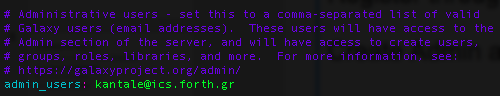 # Administrative users - set this to a comma-separated list of valid
# Galaxy users (email addresses).  These users will have access to the
# Admin section of the server, and will have access to create users,
# groups, roles, libraries, and more.  For more information, see:
# https://galaxyproject.org/admin/
admin_users: kantale@ics.forth.gr